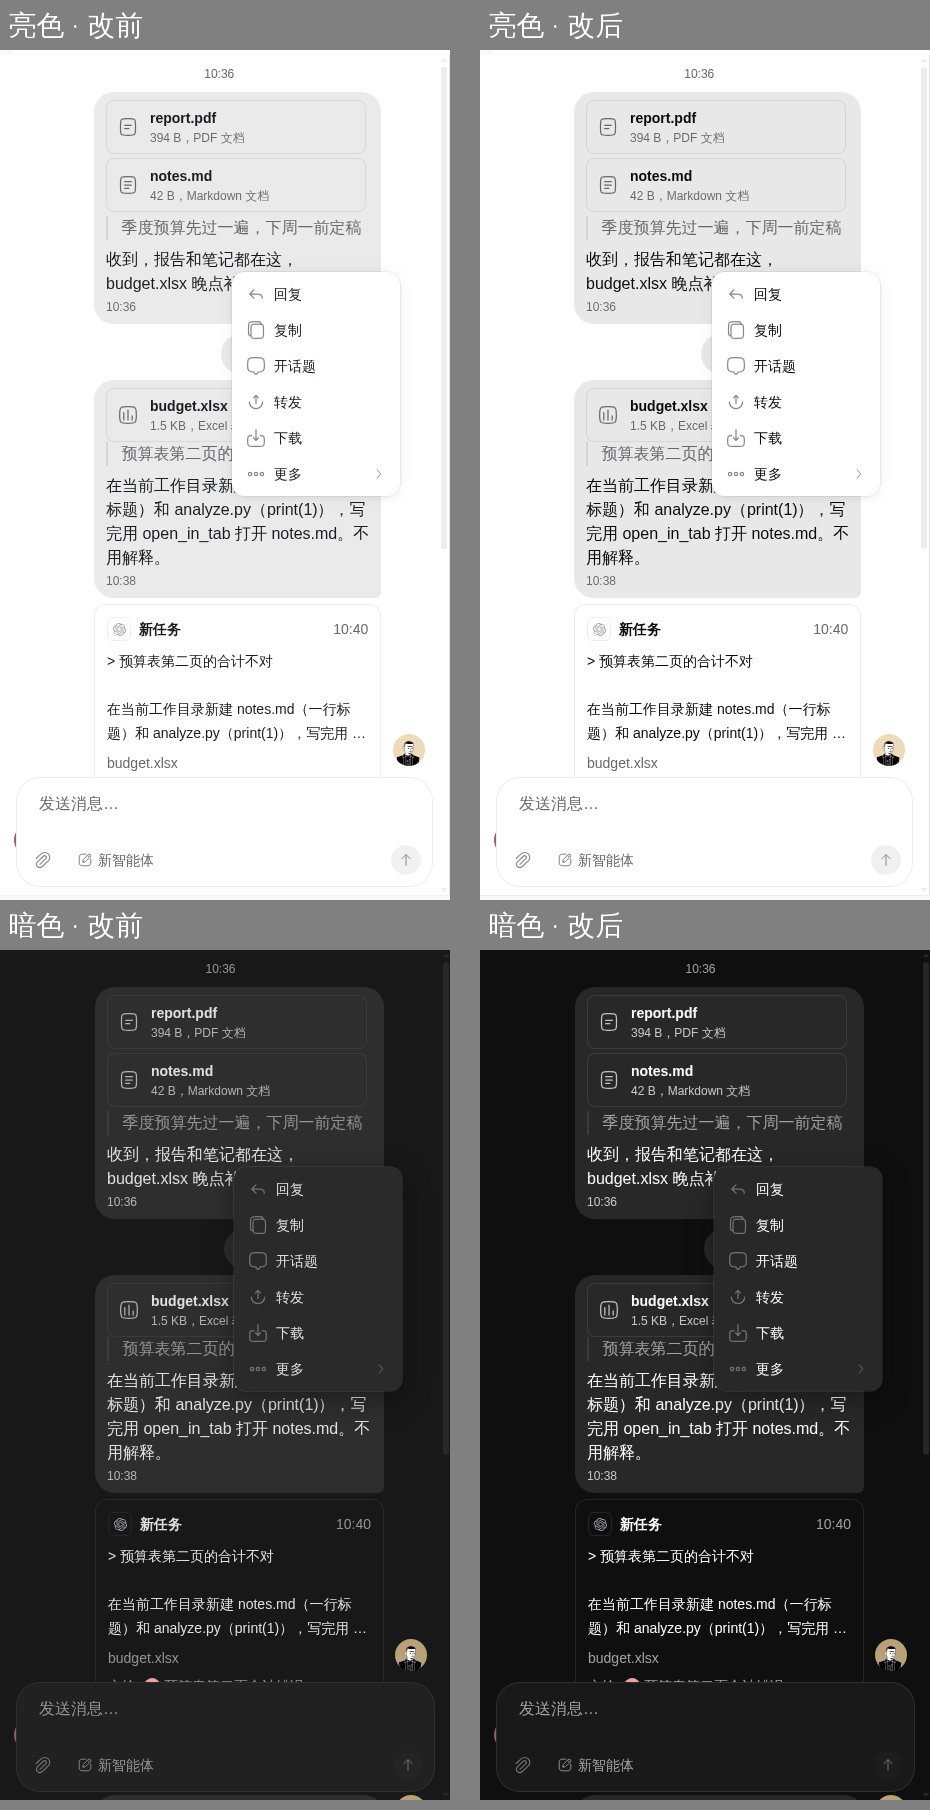 亮色 · 改前
10:36
report.pdf
394 B，PDF 文档
notes.md
42 B，Markdown 文档
季度预算先过一遍，下周一前定稿
收到，报告和笔记都在这，
budget.xlsx 晚点
10:36
回复
复制
开话题
转发
下载
更多
budget.xlsx
1.5 KB，Excel
预算表第二页的
在当前工作目录新
标题）和 analyze.py（print(1)），写
完用 open_in_tab 打开 notes.md。不
用解释。
10:38
新任务
10:40
> 预算表第二页的合计不对
在当前工作目录新建 notes.md（一行标
题）和 analyze.py（print(1)），写完用 …
budget.xlsx
发送消息…
新智能体
亮色 · 改后
10:36
report.pdf
394 B，PDF 文档
notes.md
42 B，Markdown 文档
季度预算先过一遍，下周一前定稿
收到，报告和笔记都在这，
budget.xlsx 晚点
10:36
回复
复制
开话题
转发
下载
更多
budget.xlsx
1.5 KB，Excel
预算表第二页的
在当前工作目录新
标题）和 analyze.py（print(1)），写
完用 open_in_tab 打开 notes.md。不
用解释。
10:38
新任务
10:40
> 预算表第二页的合计不对
在当前工作目录新建 notes.md（一行标
题）和 analyze.py（print(1)），写完用 …
budget.xlsx
发送消息…
新智能体
暗色 · 改前
10:36
report.pdf
394 B，PDF 文档
notes.md
42 B，Markdown 文档
季度预算先过一遍，下周一前定稿
收到，报告和笔记都在这，
budget.xlsx 晚点
10:36
回复
复制
开话题
转发
下载
更多
budget.xlsx
1.5 KB，Excel
预算表第二页的
在当前工作目录新
标题）和 analyze.py（print(1)），写
完用 open_in_tab 打开 notes.md。不
用解释。
10:38
新任务
10:40
> 预算表第二页的合计不对
在当前工作目录新建 notes.md（一行标
题）和 analyze.py（print(1)），写完用 …
budget.xlsx
发送消息…
新智能体
暗色 · 改后
10:36
report.pdf
394 B，PDF 文档
notes.md
42 B，Markdown 文档
季度预算先过一遍，下周一前定稿
收到，报告和笔记都在这，
budget.xlsx 晚点
10:36
回复
复制
开话题
转发
下载
更多
budget.xlsx
1.5 KB，Excel
预算表第二页的
在当前工作目录新
标题）和 analyze.py（print(1)），写
完用 open_in_tab 打开 notes.md。不
用解释。
10:38
新任务
10:40
> 预算表第二页的合计不对
在当前工作目录新建 notes.md（一行标
题）和 analyze.py（print(1)），写完用 …
budget.xlsx
发送消息…
新智能体